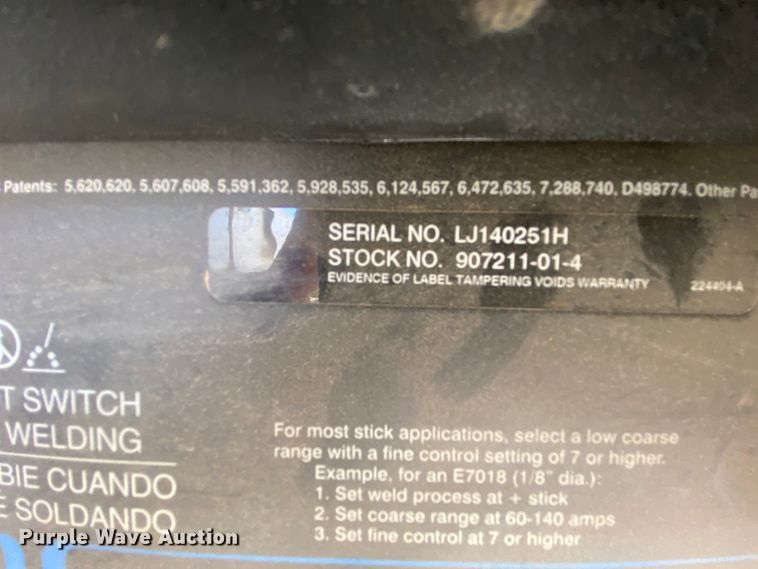 Patents: 5,620,620, 5,607,608, 5,591,362, 5,928,535, 6,124,567, 6,472,635, 7,288,740, D498774. Other Pa
SERIAL NO. LJ140251H
STOCK NO. 907211-01-4
EVIDENCE OF LABEL TAMPERING VOIDS WARRANTY 224404-A
T SWITCH
WELDING
BIE CUANDO
E SOLDANDO
For most stick applications, select a low coarse
range with a fine control setting of 7 or higher.
Example, for an E7018 (1/8" dia.):
1. Set weld process at + stick
2. Set coarse range at 60-140 amps
3. Set fine control at 7 or higher
Purple Wave Auction